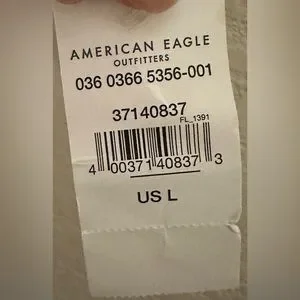 AMERICAN EAGLE
OUTFITTERS
036 0366 5356-001
37140837
FL_1391
4 00371 40837 3
US L